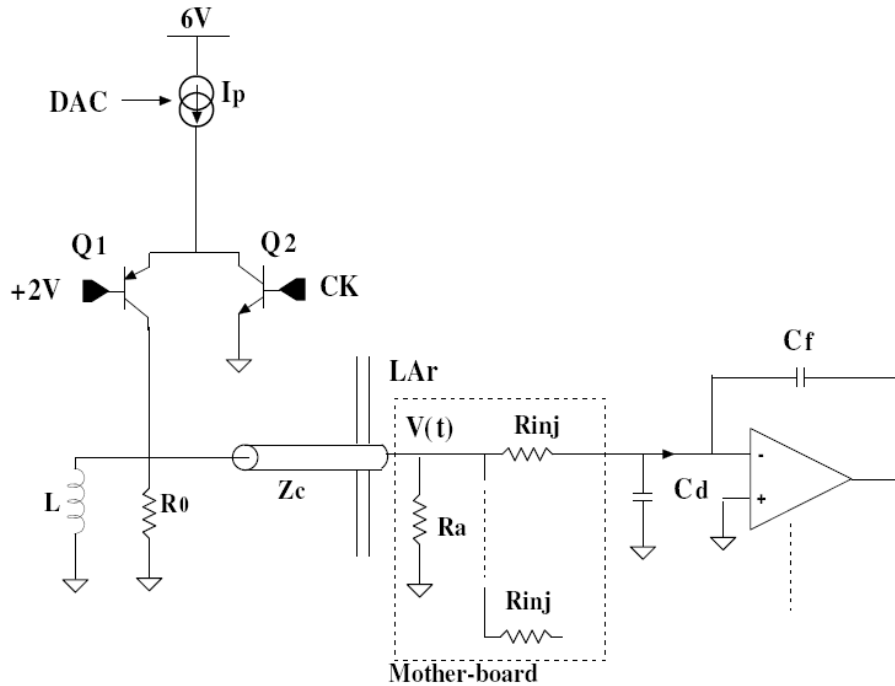 6V
DAC
Ip
Q1
Q2
+2V
CK
Cf
LAr
V(t)
Rinj
-
+
Zc
Cd
L
R0
Ra
Rinj
Mother-board